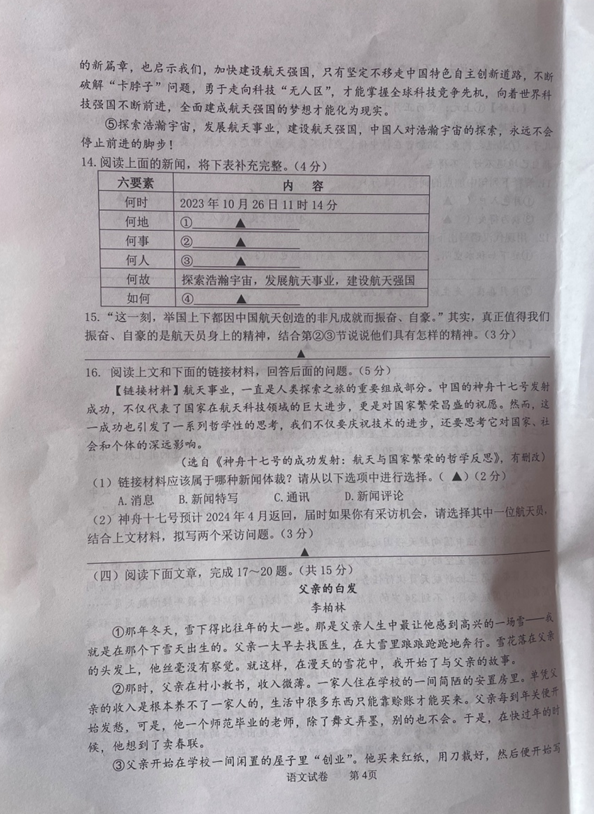 的新篇章，也启示我们，加快建设航天强国，只有坚定不移走中国特色自主创新道路，不断
破解“卡脖子”问题，勇于走向科技“无人区”，才能掌握全球科技竞争先机，向着世界科
技强国不断前进，全面建成航天强国的梦想才能化为现实。
⑤探索浩瀚宇宙，发展航天事业，建设航天强国，中国人对浩瀚宇宙的探索，永远不会
停止前进的脚步！
14.阅读上面的新闻，将下表补充完整。（4分）
六要素 内 容
何时 2023年10月26日11时14分
何地 ①____▲____
何事 ②____▲____
何人 ③____▲____
何故 探索浩瀚宇宙，发展航天事业，建设航天强国
如何 ④____▲____
15.“这一刻，举国上下都因中国航天创造的非凡成就而振奋、自豪。”其实，真正值得我们
振奋、自豪的是航天员身上的精神，结合第②③节说说他们具有怎样的精神。（3分）
▲
16. 阅读上文和下面的链接材料，回答后面的问题。（5分）
【链接材料】航天事业，一直是人类探索之旅的重要组成部分。中国的神舟十七号发射
成功，不仅代表了国家在航天科技领域的巨大进步，更是对国家繁荣昌盛的祝愿。然而，这
一成功也引发了一系列哲学性的思考，我们不仅要庆祝技术的进步，还要思考它对国家、社
会和个体的深远影响。
（选自《神舟十七号的成功发射：航天与国家繁荣的哲学反思》，有删改）
（1）链接材料应该属于哪种新闻体裁？请从以下选项中进行选择。（ ▲）（2分）
A.消息 B.新闻特写 C.通讯 D.新闻评论
（2）神舟十七号预计2024年4月返回，届时如果你有采访机会，请选择其中一位航天员，
结合上文材料，拟写两个采访问题。（3分）
▲
（四）阅读下面文章，完成17～20题。（共15分）
父亲的白发
李柏林
①那年冬天，雪下得比往年的大一些。那是父亲人生中最让他感到高兴的一场雪——我
就是在那个下雪天出生的。父亲一大早去找医生，在大雪里踉踉跄跄地奔行。雪花落在父亲
的头发上，他丝毫没有察觉。就这样，在漫天的雪花中，我开始了与父亲的故事。
②那时，父亲在村小教书，收入微薄。一家人住在学校的一间简陋的安置房里。单凭父
亲的收入是根本养不了一家人的，生活中很多东西只能靠赊账才能买来。父亲每到年关便开
始发愁，可是，他一个师范毕业的老师，除了舞文弄墨，别的也不会。于是，在快过年的时
候，他想到了卖春联。
③父亲开始在学校一间闲置的屋子里“创业”。他买来红纸，用刀裁好，然后便开始写
语文试卷 第4页